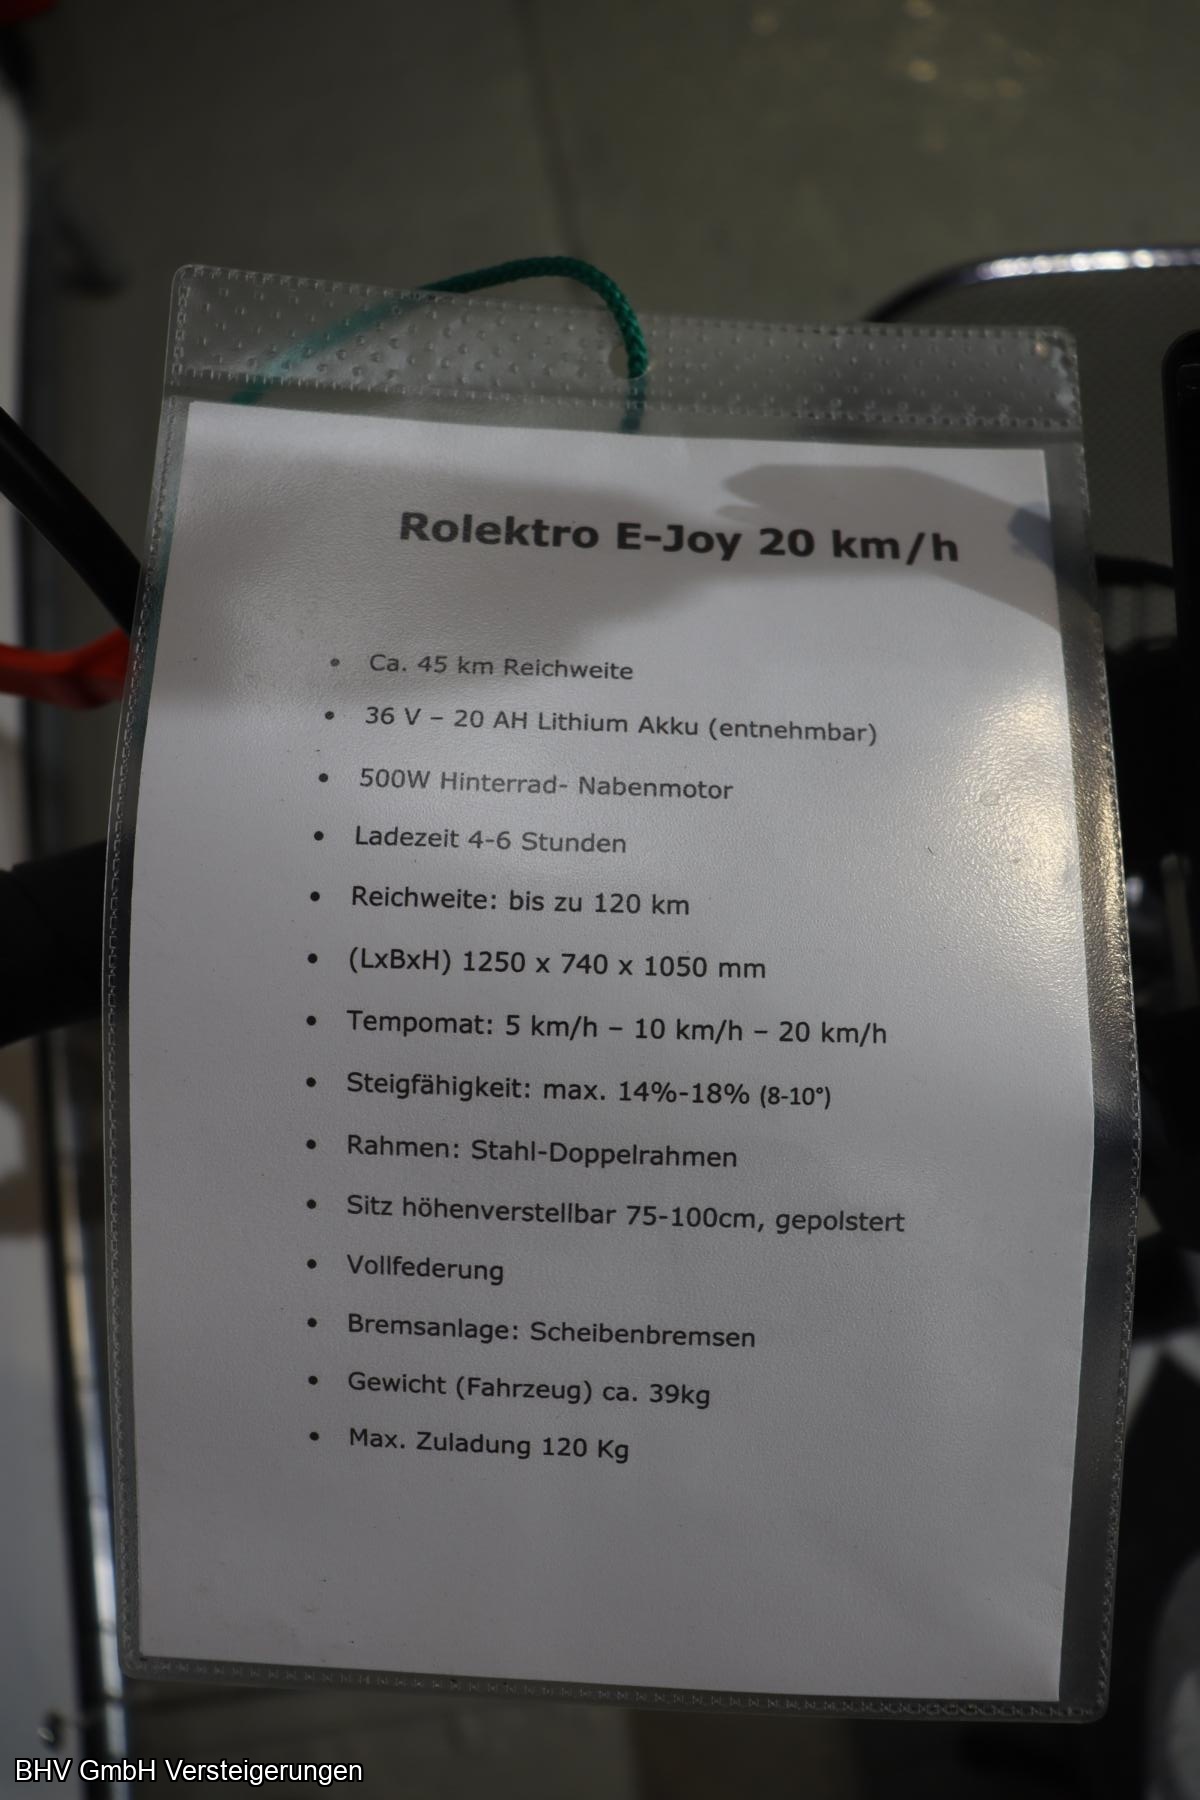 Rolektro E-Joy 20 km/h
• Ca. 45 km Reichweite
• 36 V – 20 AH Lithium Akku (entnehmbar)
• 500W Hinterrad- Nabenmotor
• Ladezeit 4-6 Stunden
• Reichweite: bis zu 120 km
• (LxBxH) 1250 x 740 x 1050 mm
• Tempomat: 5 km/h – 10 km/h – 20 km/h
• Steigfähigkeit: max. 14%-18% (8-10°)
• Rahmen: Stahl-Doppelrahmen
• Sitz höhenverstellbar 75-100cm, gepolstert
• Vollfederung
• Bremsanlage: Scheibenbremsen
• Gewicht (Fahrzeug) ca. 39kg
• Max. Zuladung 120 Kg
BHV GmbH Versteigerungen